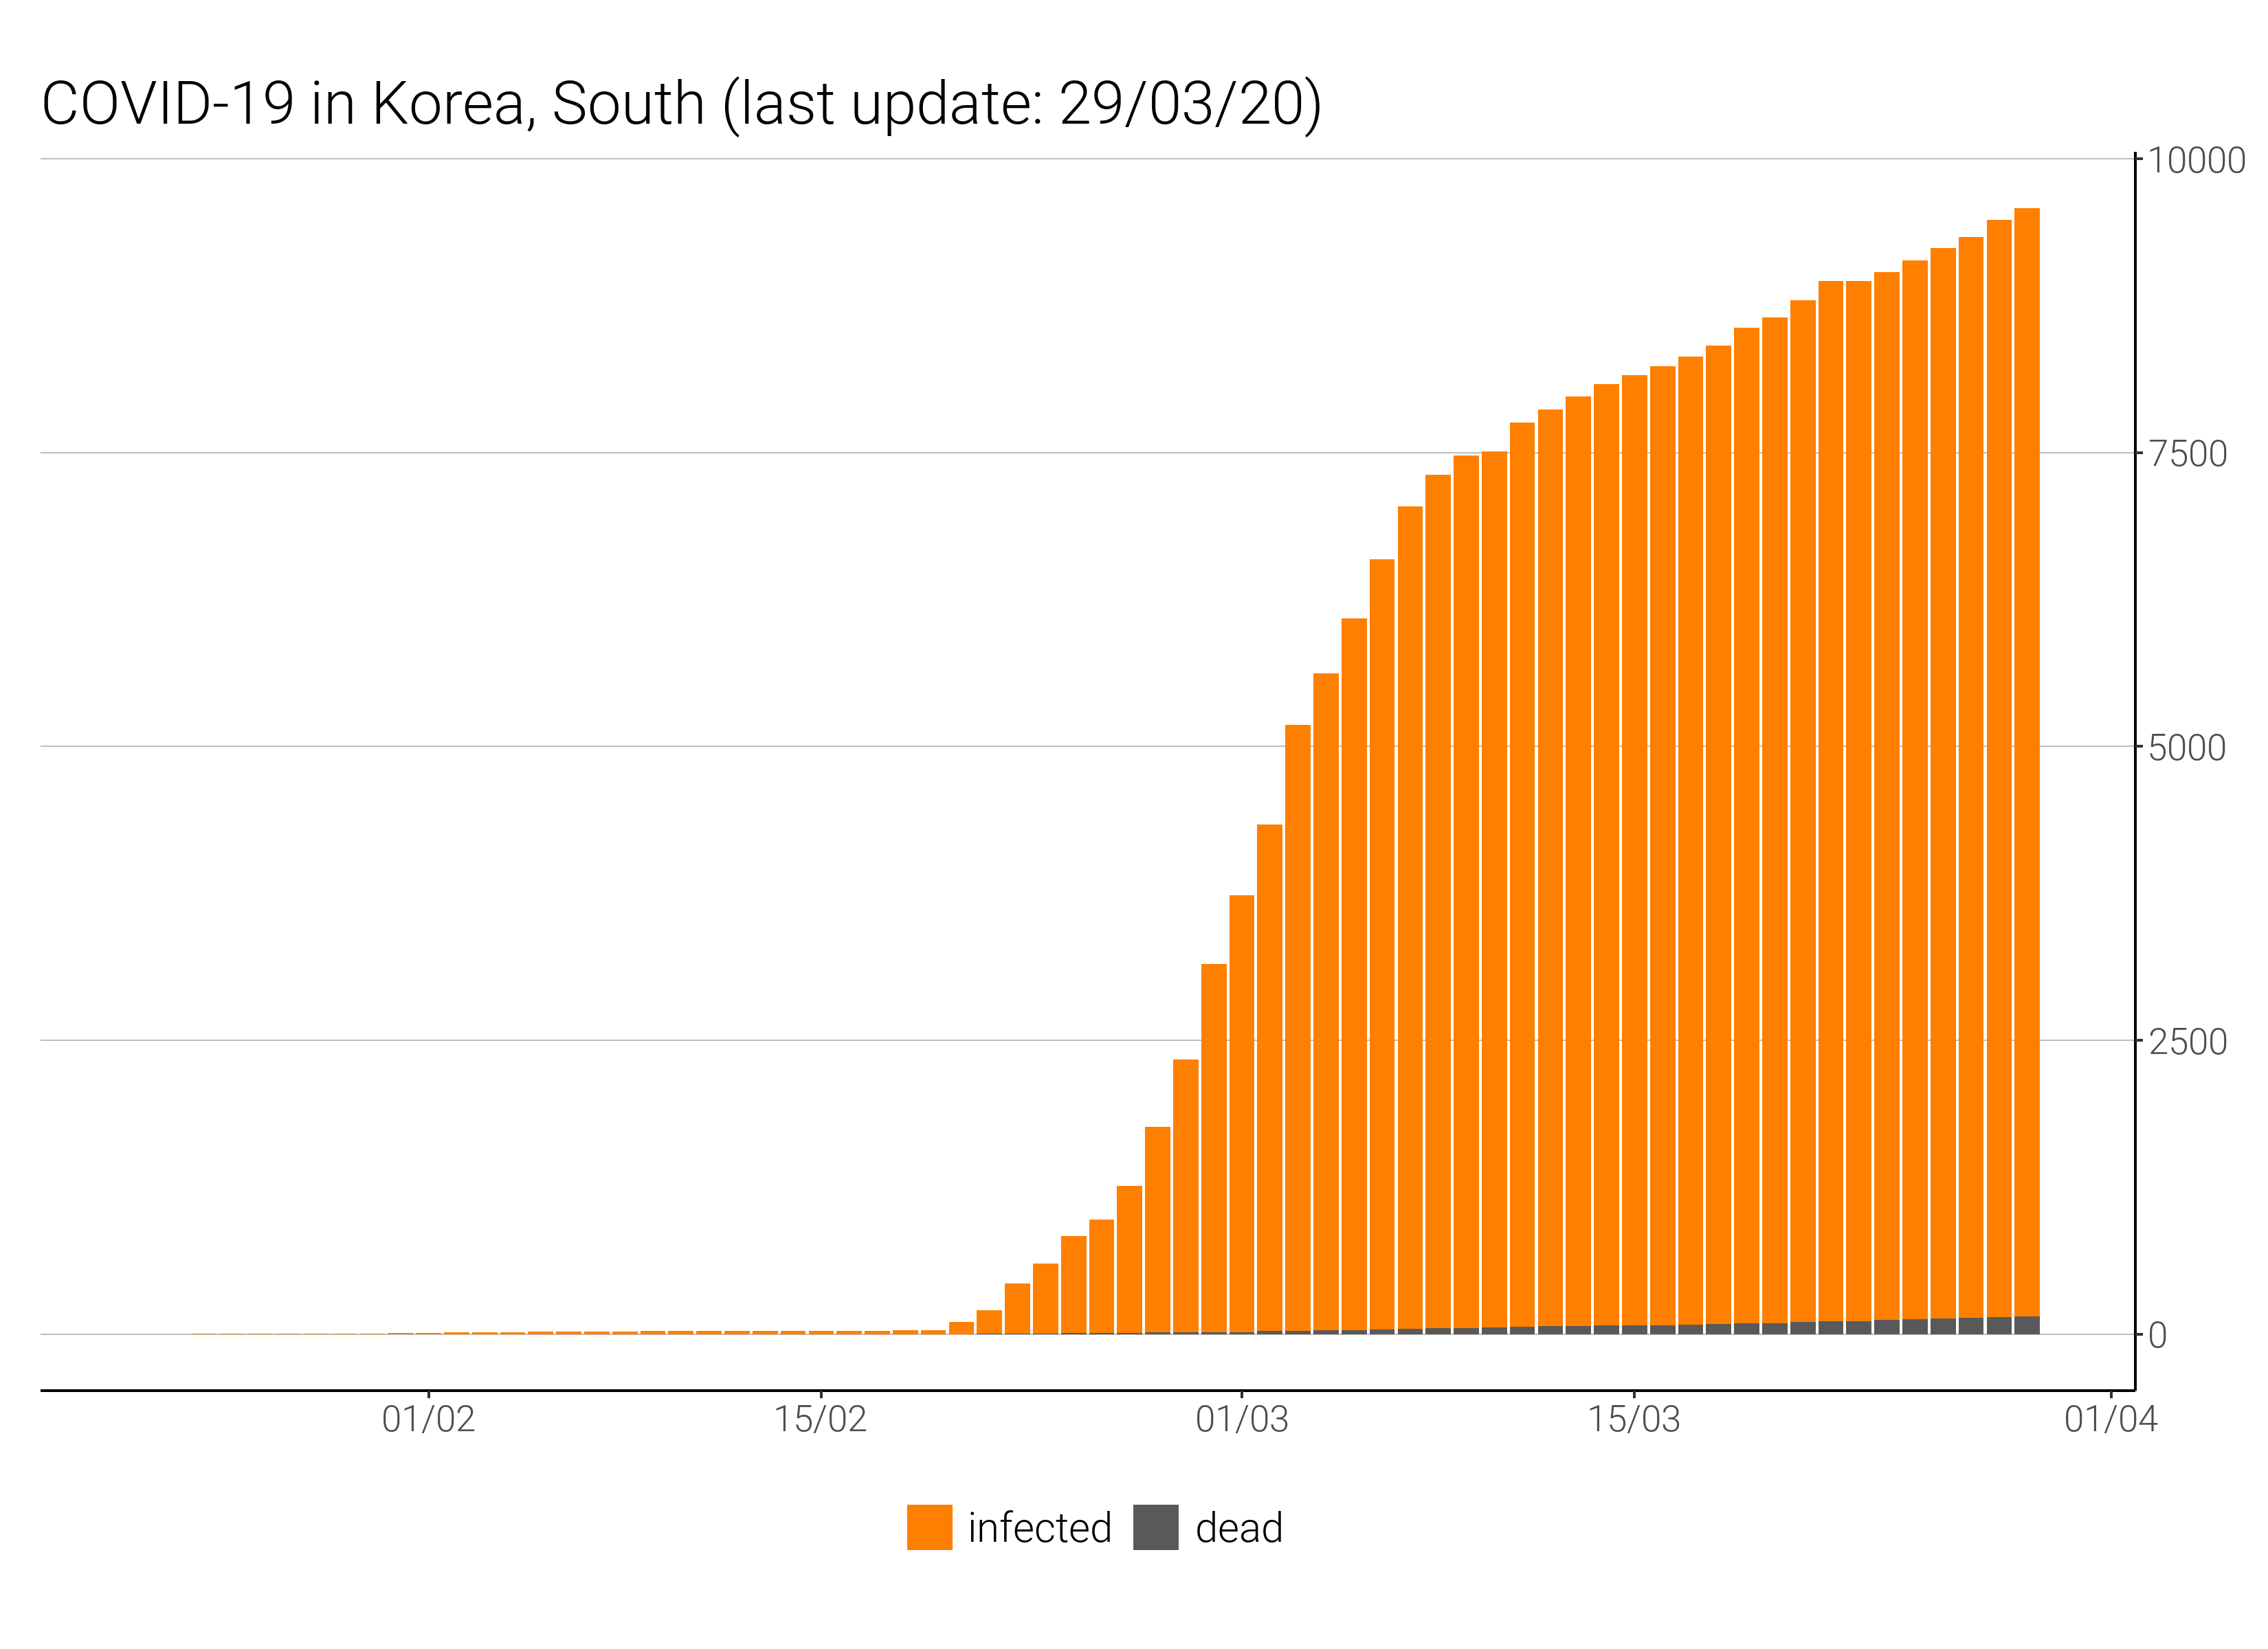 COVID-19 in Korea, South (last update: 29/03/20)
10000
7500
5000
2500
0
01/02 15/02 01/03 15/03 01/04
infected dead